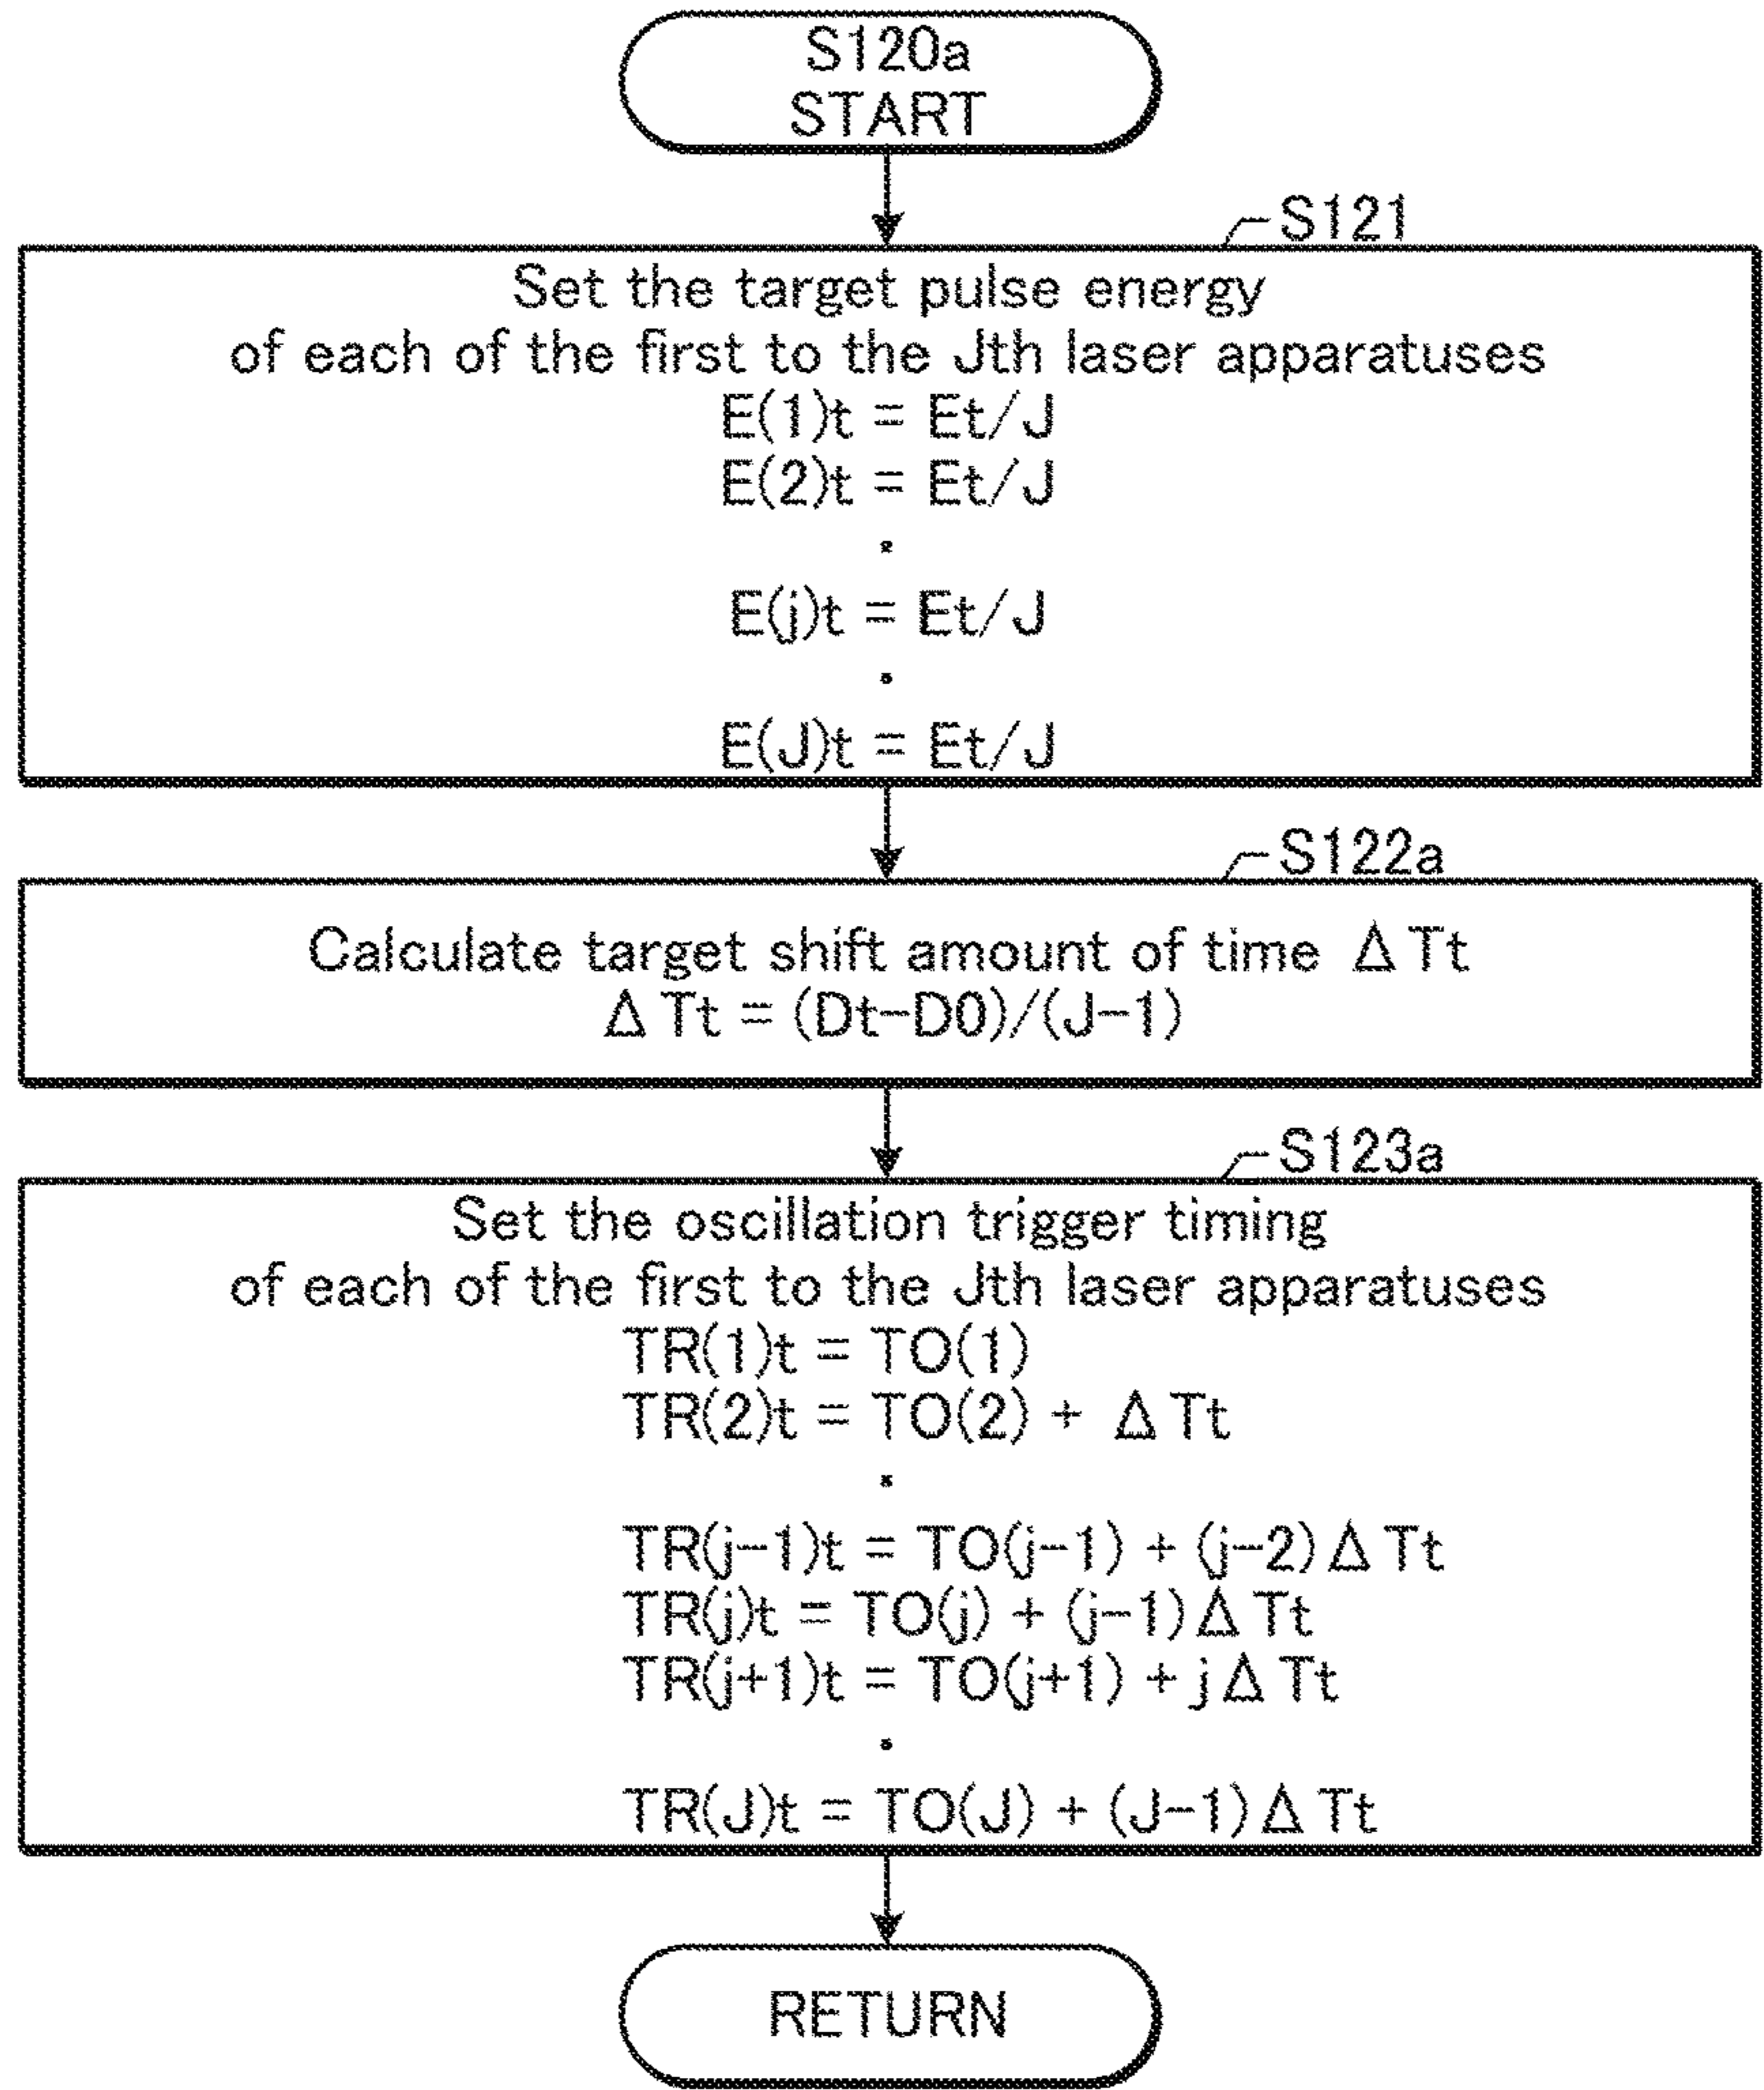 S120a
START
S121
Set the target pulse energy
of each of the first to the Jth laser apparatuses
E(1)t = Et/J
E(2)t = Et/J
.
E(j)t = Et/J
.
E(J)t = Et/J
S122a
Calculate target shift amount of time ΔTt
ΔTt = (Dt-D0)/(J-1)
S123a
Set the oscillation trigger timing
of each of the first to the Jth laser apparatuses
TR(1)t = TO(1)
TR(2)t = TO(2) + ΔTt
.
TR(j-1)t = TO(j-1) + (j-2)ΔTt
TR(j)t = TO(j) + (j-1)ΔTt
TR(j+1)t = TO(j+1) + jΔTt
.
TR(J)t = TO(J) + (J-1)ΔTt
RETURN